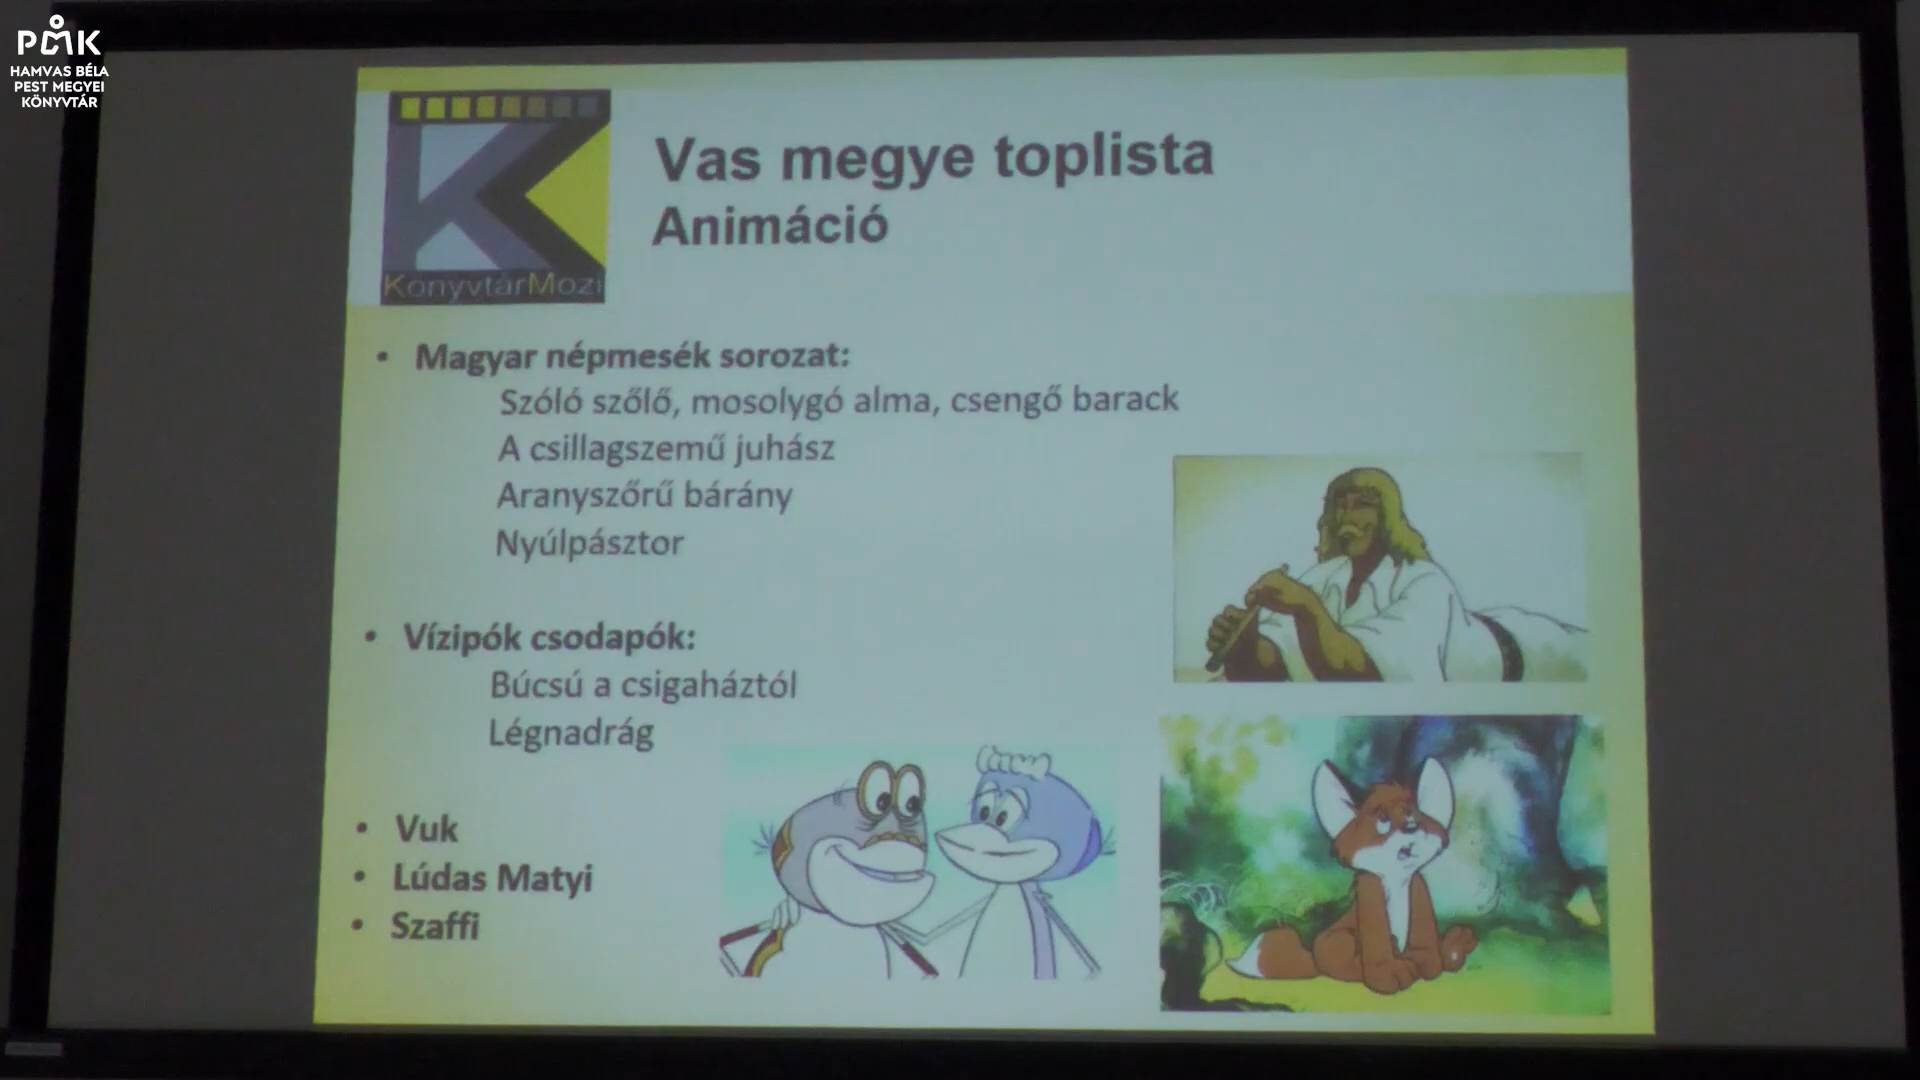 PMK
HAMVAS BÉLA
PEST MEGYEI
KÖNYVTÁR
KönyvtárMozi
Vas megye toplista
Animáció
• Magyar népmesék sorozat:
Szóló szőlő, mosolygó alma, csengő barack
A csillagszemű juhász
Aranyszőrű bárány
Nyúlpásztor
• Vízipók csodapók:
Búcsú a csigaháztól
Légnadrág
• Vuk
• Lúdas Matyi
• Szaffi